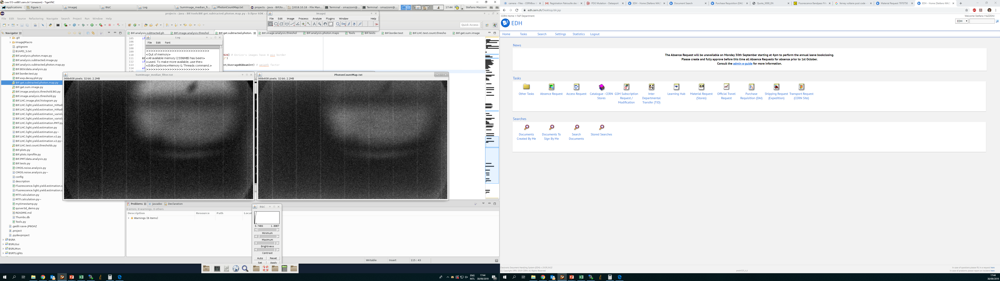 cwe-513-vol861.cern.ch:1 (smazzoni) - TigerVNC
Applications
Figure 1
ImageJ
B&C
Log
SumImage_median_fi...
PhotonCountMap.txt
projects - Java - BIF/to...
[2018.10.18 - File Man...
Terminal - smazzoni@...
Terminal - smazzoni@...
17:44
Stefano Mazzoni
projects - Java - BIF/tools/BIF.get.subtracted.photon.map.py - Eclipse SDK -
File Edit Source Refactoring Navigate Search Project Run Window Help
Quick Access
ImageJ
File Edit Image Process Analyze Plugins Window Help
Dev
Navigator
.git
ImageJMacro
.gitignore
B1APD_S.txt
BIF.analysis.photon.maps.py
BIF.analysis.subtracted.image.py
BIF.analysis.subtracted.photon.map.py
BIF.BGV.data.analysis.py
BIF.border.test.py
BIF.exp.decay.plot.py
BIF.get.subtracted.photon.map.py
BIF.get.sum.image.py
BIF.image.analysis.threshold.BG.py
BIF.image.analysis.threshold.py
BIF.LHC.image.plot.histogram.py
BIF.LHC.light.yield.estimation_HiRadi
BIF.LHC.light.yield.estimation_HiRadi
BIF.LHC.light.yield.estimation_variola
BIF.LHC.light.yield.estimation_variola
BIF.LHC.light.yield.estimation.PMT.py
BIF.LHC.light.yield.estimation.py
BIF.LHC.light.yield.estimation.py~
BIF.LHC.light.yield.estimation.v2.py
BIF.LHC.light.yield.estimation.v2.py~
BIF.LHC.test.count.thresholds.py
BIF.plots.py
BIF.plots.Vprofile.py
BIF.PMT.data.analysis.py
BIF.tests.py
CMOS.noise.analysis.py
CMOS.noise.analysis.py~
config
description
Fluorescence.light.yield.estimation.s
Fluorescence.light.yield.estimation.s
MTF.calculation.py
MTF.calculation.py~
mytimestamp.py
quiver3d_demo.py
README.md
Thumbs.db
Tools.py
.gedit-save-JP6OAZ
.project
.pydevproject
BSRA
BSRLGui
BSRLMon
BSRTLights
BIF.analysis.subtracted.ph
BIF.image.analysis.threshol
BIF.get.subtracted.photon.
BIF.image.analysis.threshol
BIF.analysis.photon.maps
Tools
BIF.tests
BIF.border.test
BIF.LHC.test.count.thresho
BIF.get.sum.image
105 if
106
107
108
109
110 928] # Enrico's images have 8 pix border
111 BI ")
112 if
113 nt/AverageBGBeamInt) # weigth factor
114 el
Log
File Edit Font
>>>>>>>>>>>>>>>>>>>>>>>>>>>
<Out of memory>
<All available memory (2336MB) has been>
<used. To make more available, use the>
<Edit>Options>Memory & Threads command.>
>>>>>>>>>>>>>>>>>>>>>>>>>>>
SumImage_median_filter.txt
968x608 pixels; 32-bit; 2.2MB
PhotonCountMap.txt
968x608 pixels; 32-bit; 2.2MB
Problems Javadoc Declaration
0 errors, 8 warnings, 0 others
Description Resource Path Locat
Warnings (8 items)
B&C
3.74E6 1.09E7
Minimum
Maximum
Brightness
Contrast
Auto Reset
Set Apply
Writable Insert 115 : 43
ENG
INTL
17:44
30/09/2019
camera - Files - CERNBox
Registration Patrouille des
PDG Mutation - Datasport
EDH - Home (Stefano MAZ
Document Search
Purchase Requisition (DAI)
Quote_3000_EN
Fluorescence Bandpass Filt
ferney voltaire post code -
Material Request 7970750
EDH - Home (Stefano MAZ
edh.cern.ch/Desktop/dir.jsp
CERN Home > FAP Department
Welcome Stefano MAZZONI
EDH
EDH
Home Tasks Search Settings Statistics Logout
News
The Absence Request will be unavailable on Monday 30th September starting at 4pm to perform the annual leave bookclosing.
Please create and fully approve before this time all Absence Requests for absence prior to 1st October.
Consult the admin e-guide for more information.
Tasks
Other Tasks
Absence Request
Access Request
Catalogue - CERN Stores
GSM Subscription Request / Modification
Inter Departmental Transfer (TID)
Learning Hub
Material Request (Stores)
Official Travel Request
Purchase Requisition (DAI)
Shipping Request (Expedition)
Transport Request (CERN Site)
Searches
Documents Created By Me
Documents To Sign By Me
Search Documents
Stored Searches
Electronic Document Handling System (EDH) v.19.09.24.02
(C) Copyright 1991-2019 CERN. All Rights Reserved
In case of questions please fill in a request here
In case of problems please report an incident here
17:44
30/09/2019